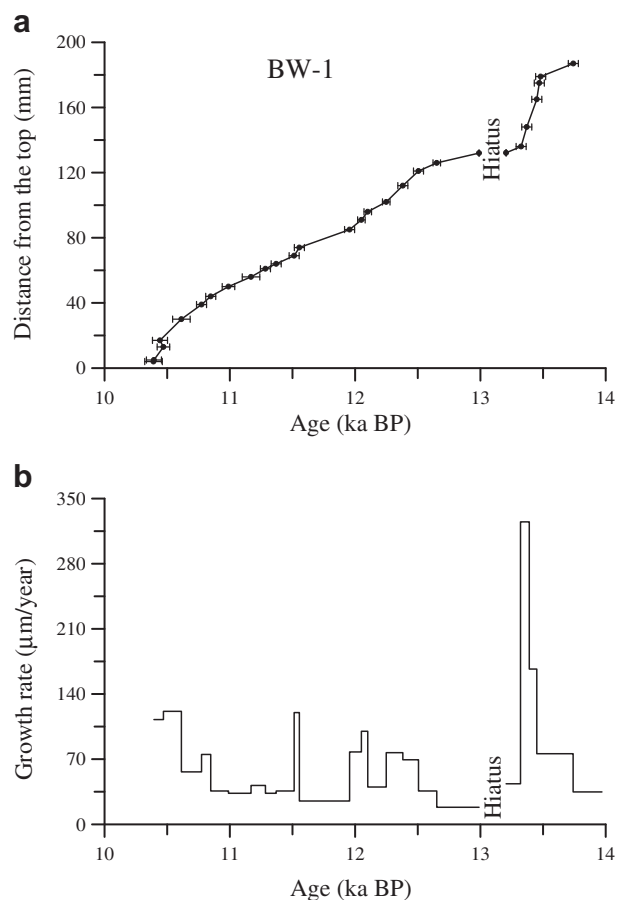 a
200
160
120
80
40
0
Distance from the top (mm)
BW-1
Hiatus
10 11 12 13 14
Age (ka BP)
b
350
280
210
140
70
0
Growth rate (μm/year)
Hiatus
10 11 12 13 14
Age (ka BP)